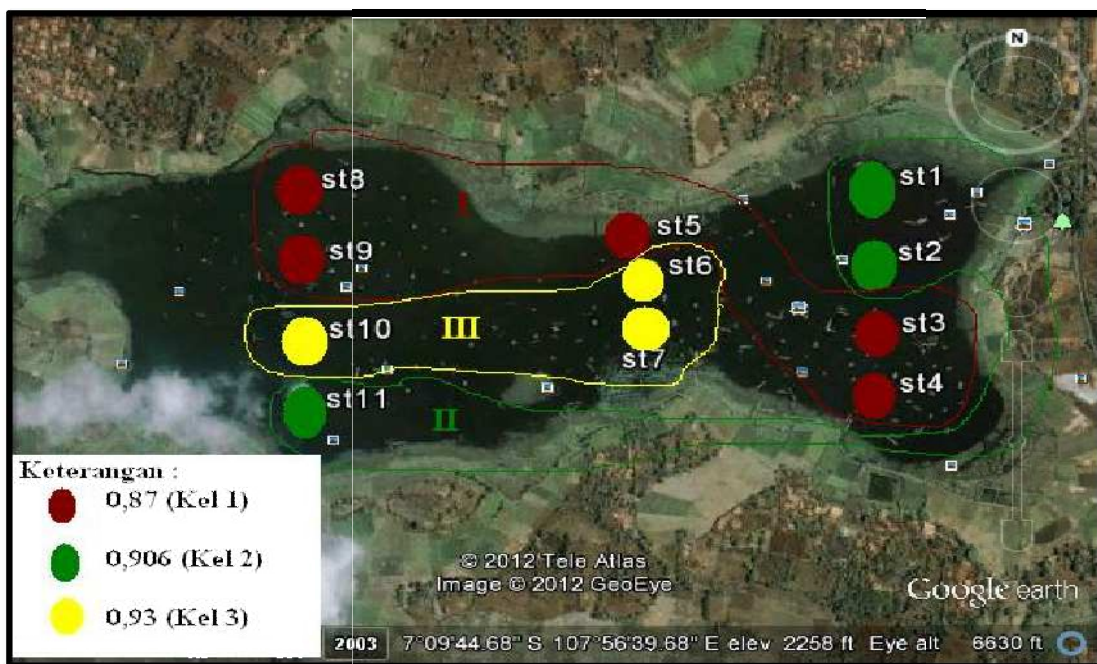 N
st8
st1
I
st5
st9
st2
st6
st10
III
st3
st7
st4
st11
II
Keterangan :
0,87 (Kel 1)
0,906 (Kel 2)
0,93 (Kel 3)
© 2012 Tele Atlas
Image © 2012 GeoEye
Google earth
2003 7°09'44.68" S 107°56'39.68" E elev 2258 ft Eye alt 6630 ft